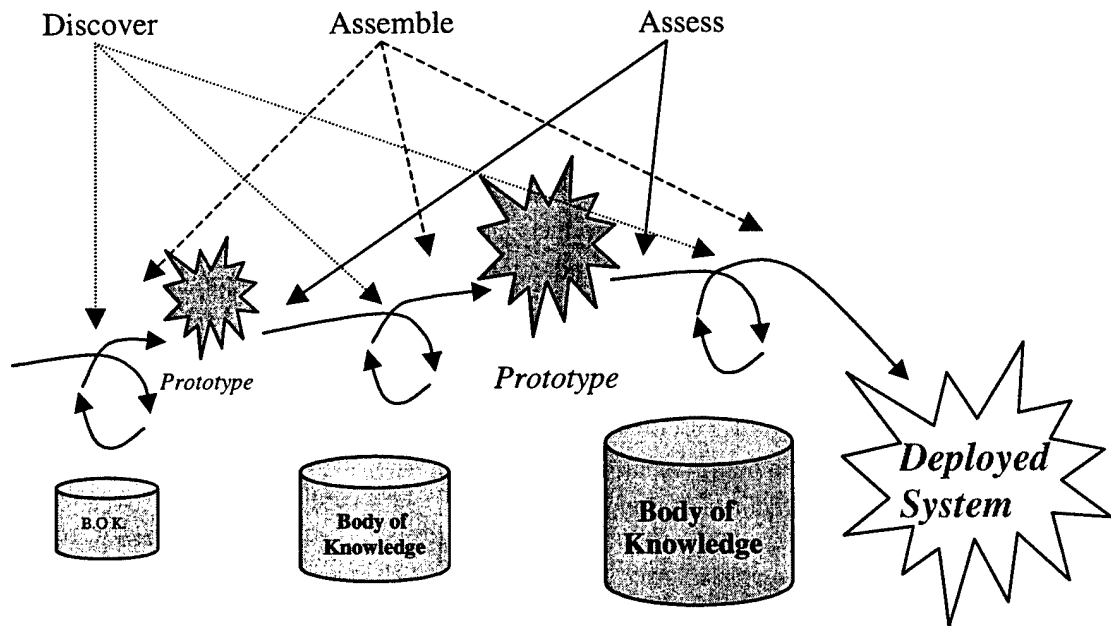 Discover
Assemble
Assess
Prototype
Prototype
B.O.K.
Body of
Knowledge
Body of
Knowledge
Deployed
System